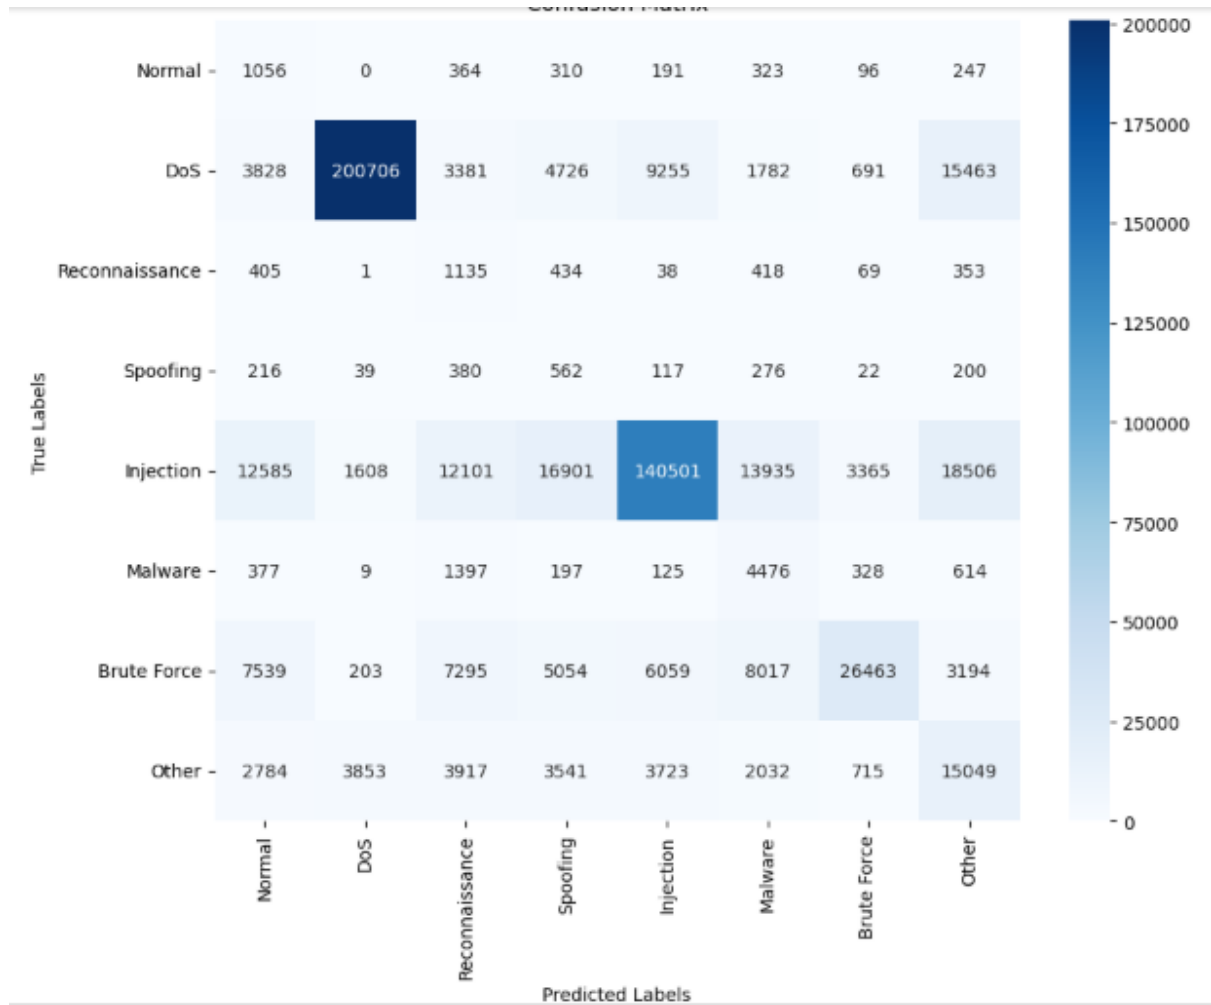 Confusion Matrix
Normal 1056 0 364 310 191 323 96 247
DoS 3828 200706 3381 4726 9255 1782 691 15463
Reconnaissance 405 1 1135 434 38 418 69 353
Spoofing 216 39 380 562 117 276 22 200
Injection 12585 1608 12101 16901 140501 13935 3365 18506
Malware 377 9 1397 197 125 4476 328 614
Brute Force 7539 203 7295 5054 6059 8017 26463 3194
Other 2784 3853 3917 3541 3723 2032 715 15049
True Labels
Normal
DoS
Reconnaissance
Spoofing
Injection
Malware
Brute Force
Other
Predicted Labels
200000
175000
150000
125000
100000
75000
50000
25000
0